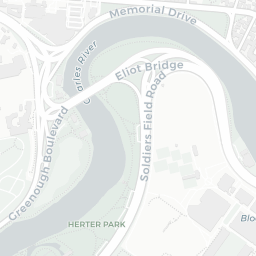 Memorial Drive
Charles River
Eliot Bridge
Soldiers Field Road
Greenough Boulevard
HERTER PARK
Blo